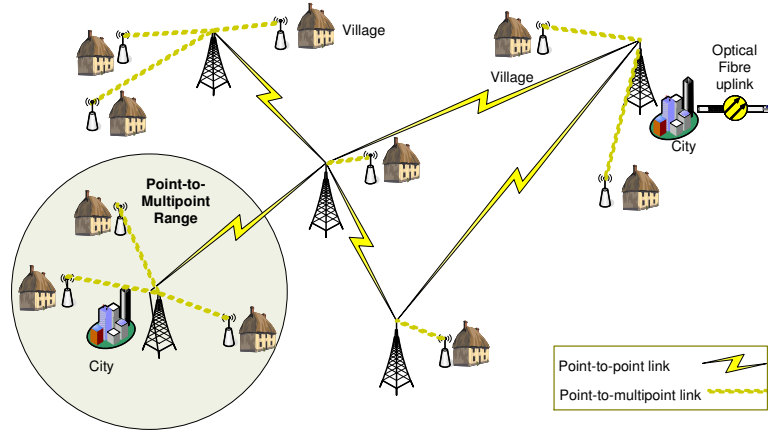 Village
Optical
Fibre
uplink
Village
City
Point-to-
Multipoint
Range
City
Point-to-point link
Point-to-multipoint link